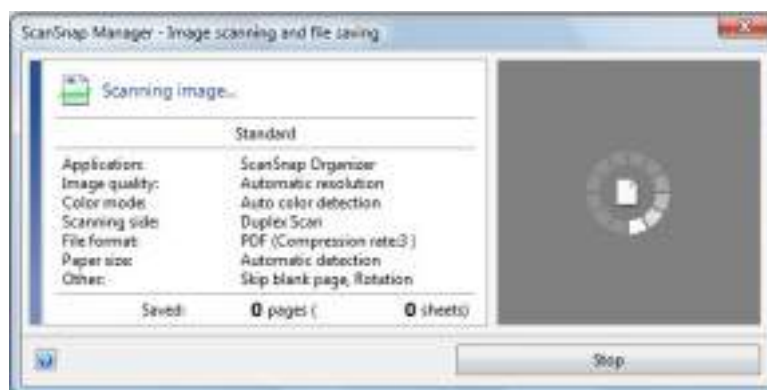 ScanSnap Manager - Image scanning and file saving
Scanning image...
Standard
Application: ScanSnap Organizer
Image quality: Automatic resolution
Color mode: Auto color detection
Scanning side: Duplex Scan
File format: PDF (Compression rate:3 )
Paper size: Automatic detection
Other: Skip blank page, Rotation
Saved: 0 pages ( 0 sheets)
Stop